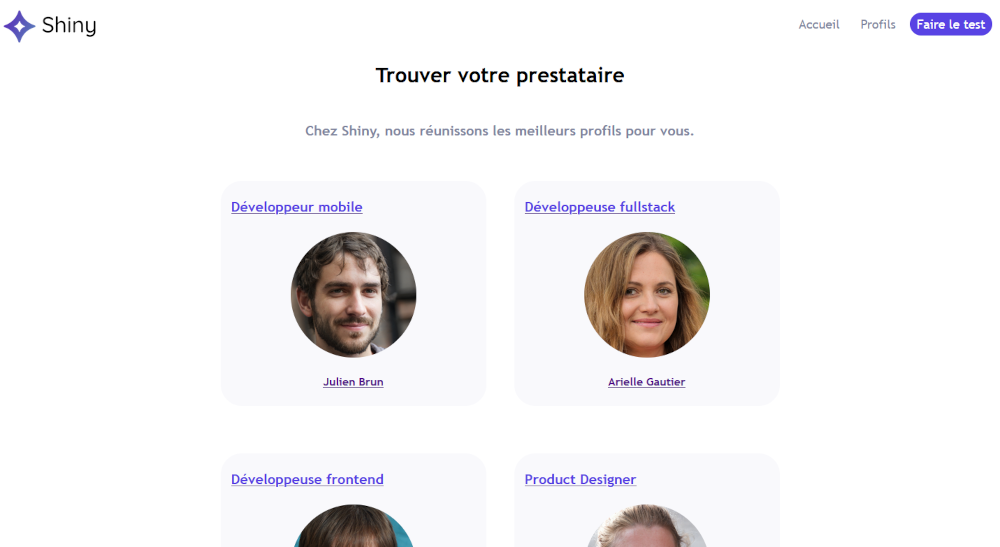 Shiny
Accueil Profils Faire le test
Trouver votre prestataire
Chez Shiny, nous réunissons les meilleurs profils pour vous.
Développeur mobile
Développeuse fullstack
Julien Brun
Arielle Gautier
Développeuse frontend
Product Designer